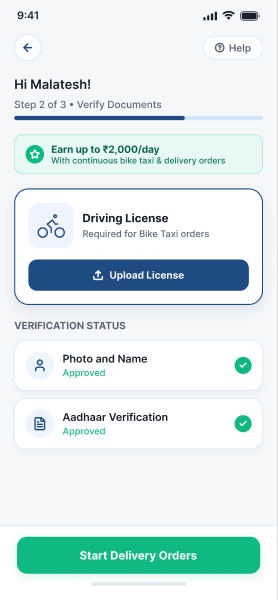 9:41
Help
Hi Malatesh!
Step 2 of 3 • Verify Documents
Earn up to ₹2,000/day
With continuous bike taxi & delivery orders
Driving License
Required for Bike Taxi orders
Upload License
VERIFICATION STATUS
Photo and Name
Approved
Aadhaar Verification
Approved
Start Delivery Orders